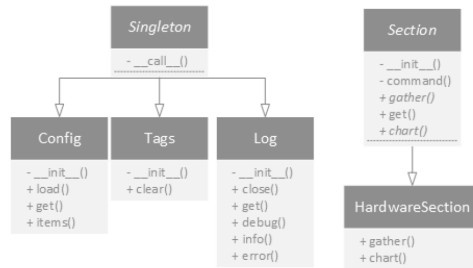 Singleton
- __call__()
Config
- __init__()
+ load()
+ get()
+ items()
Tags
- __init__()
+ clear()
Log
- __init__()
+ close()
+ get()
+ debug()
+ info()
+ error()
Section
- __init__()
- command()
+ gather()
+ get()
+ chart()
HardwareSection
+ gather()
+ chart()